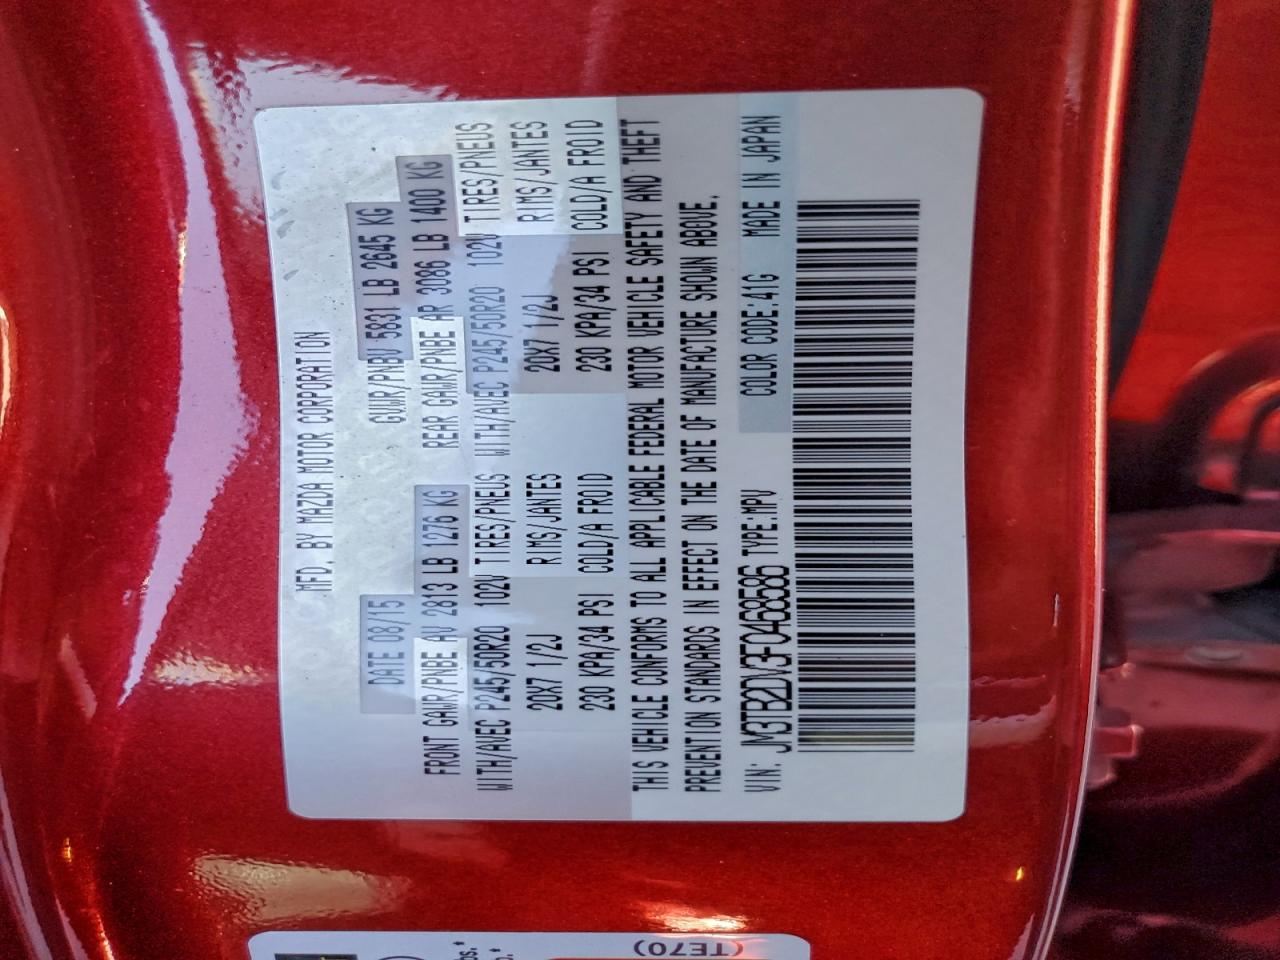 MFD. BY MAZDA MOTOR CORPORATION
DATE 08/15 GVWR/PNBV 5831 LB 2645 KG
FRONT GAWR/PNBE AV 2813 LB 1276 KG REAR GAWR/PNBE AR 3086 LB 1400 KG
WITH/AVEC P245/50R20 102V TIRES/PNEUS WITH/AVEC P245/50R20 102V TIRES/PNEUS
20X7 1/2J RIMS/JANTES 20X7 1/2J RIMS/JANTES
230 KPA/34 PSI COLD/A FROID 230 KPA/34 PSI COLD/A FROID
THIS VEHICLE CONFORMS TO ALL APPLICABLE FEDERAL MOTOR VEHICLE SAFETY AND THEFT
PREVENTION STANDARDS IN EFFECT ON THE DATE OF MANUFACTURE SHOWN ABOVE.
VIN: JM3TB2DV3F0468586 TYPE:MPV COLOR CODE:41G MADE IN JAPAN
(TE70)